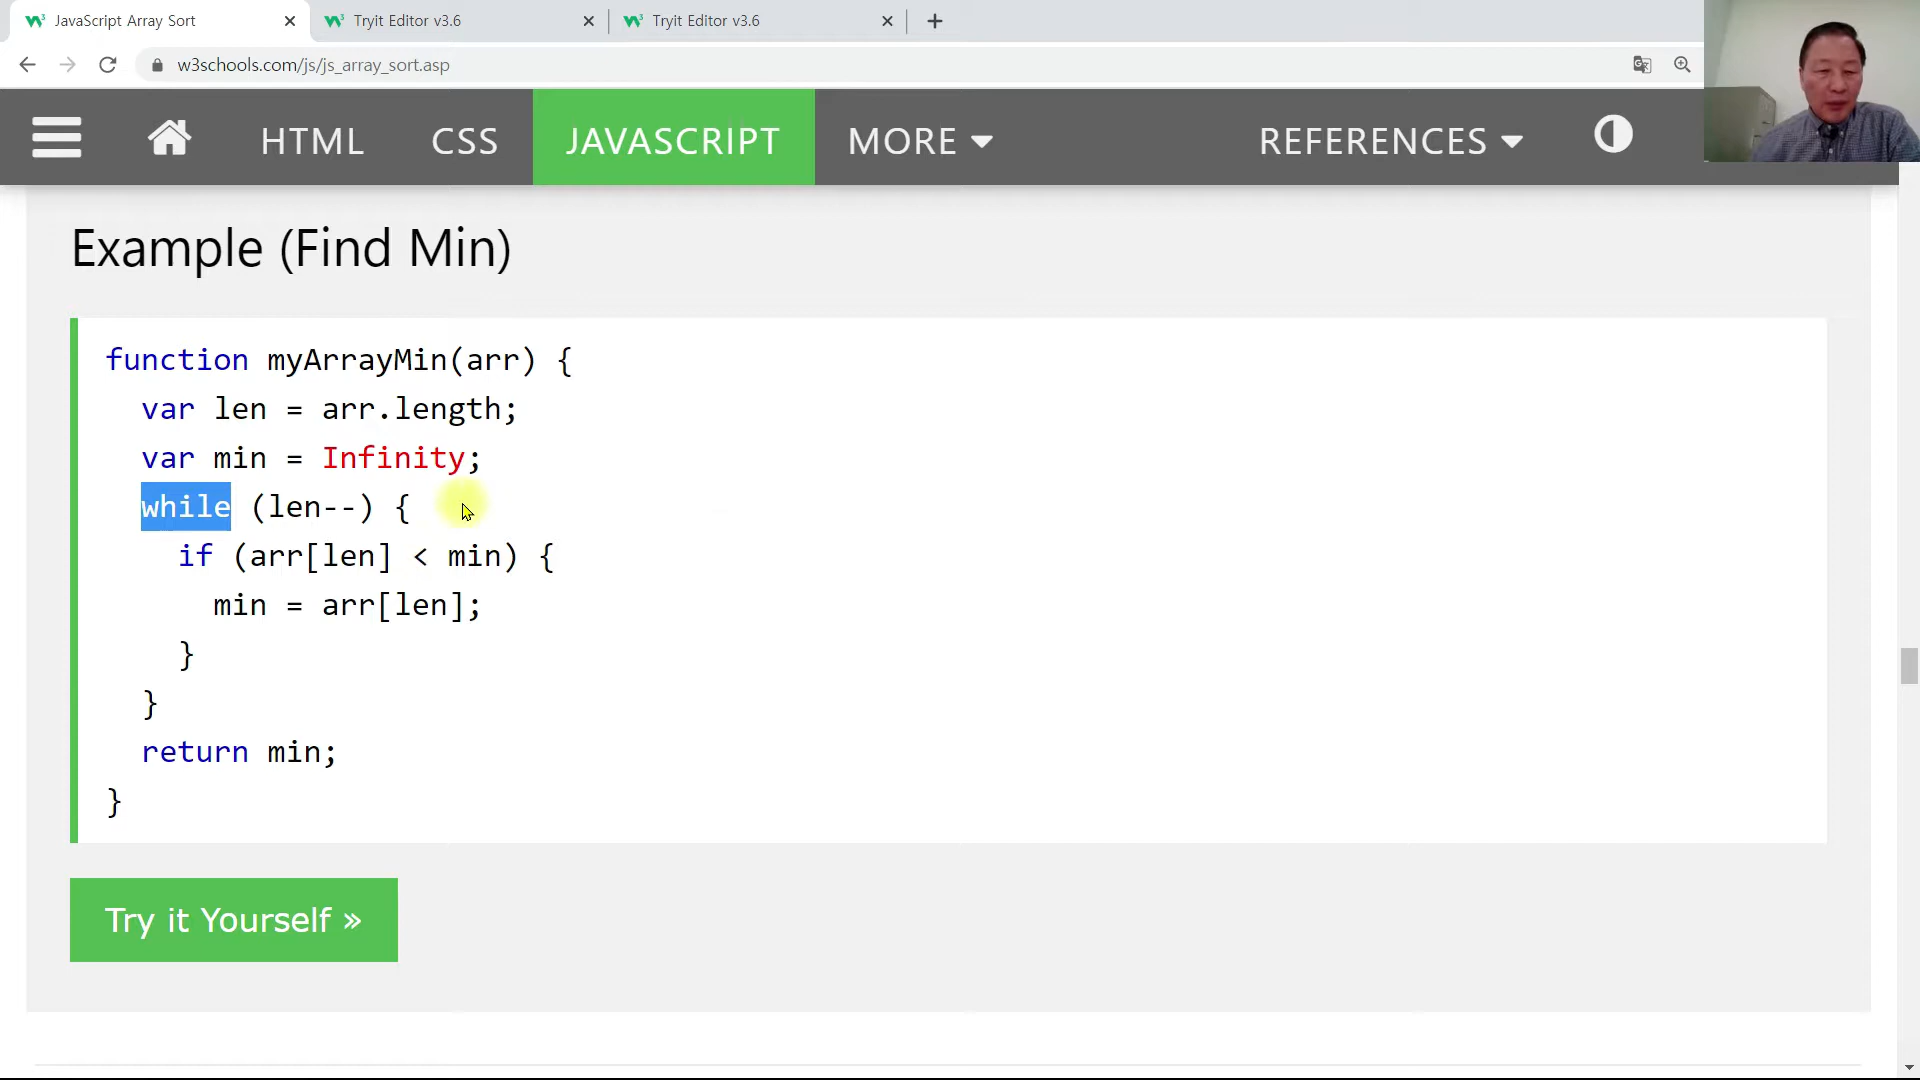 JavaScript Array Sort
Tryit Editor v3.6
Tryit Editor v3.6
w3schools.com/js/js_array_sort.asp
HTML CSS JAVASCRIPT MORE REFERENCES
Example (Find Min)
function myArrayMin(arr) {
var len = arr.length;
var min = Infinity;
while (len--) {
if (arr[len] < min) {
min = arr[len];
}
}
return min;
}
Try it Yourself »